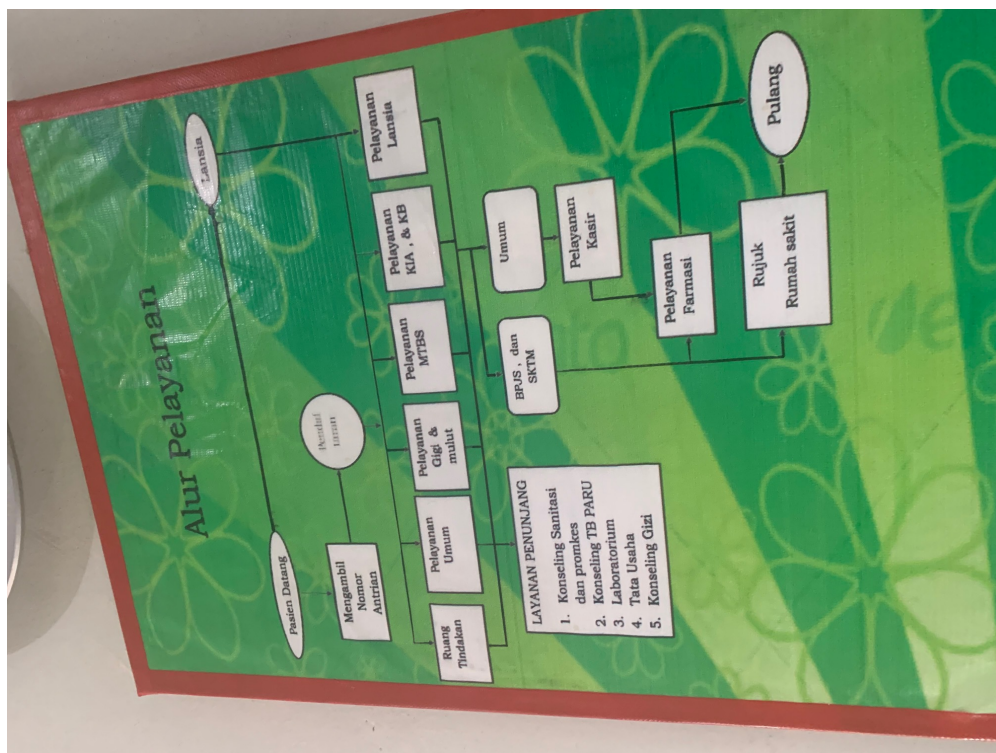 Alur Pelayanan
Pasien Datang
Lansia
Mengambil
Nomor
Antrian
Ruang
Tindakan
Pelayanan
Umum
Pelayanan
Gigi &
mulut
Pelayanan
MTBS
Pelayanan
KIA , & KB
Pelayanan
Lansia
LAYANAN PENUNJANG
1. Konseling Sanitasi
dan promkes
2. Konseling TB PARU
3. Laboratorium
4. Tata Usaha
5. Konseling Gizi
BPJS , dan
SKTM
Umum
Pelayanan
Kasir
Pelayanan
Farmasi
Rujuk
Rumah sakit
Pulang